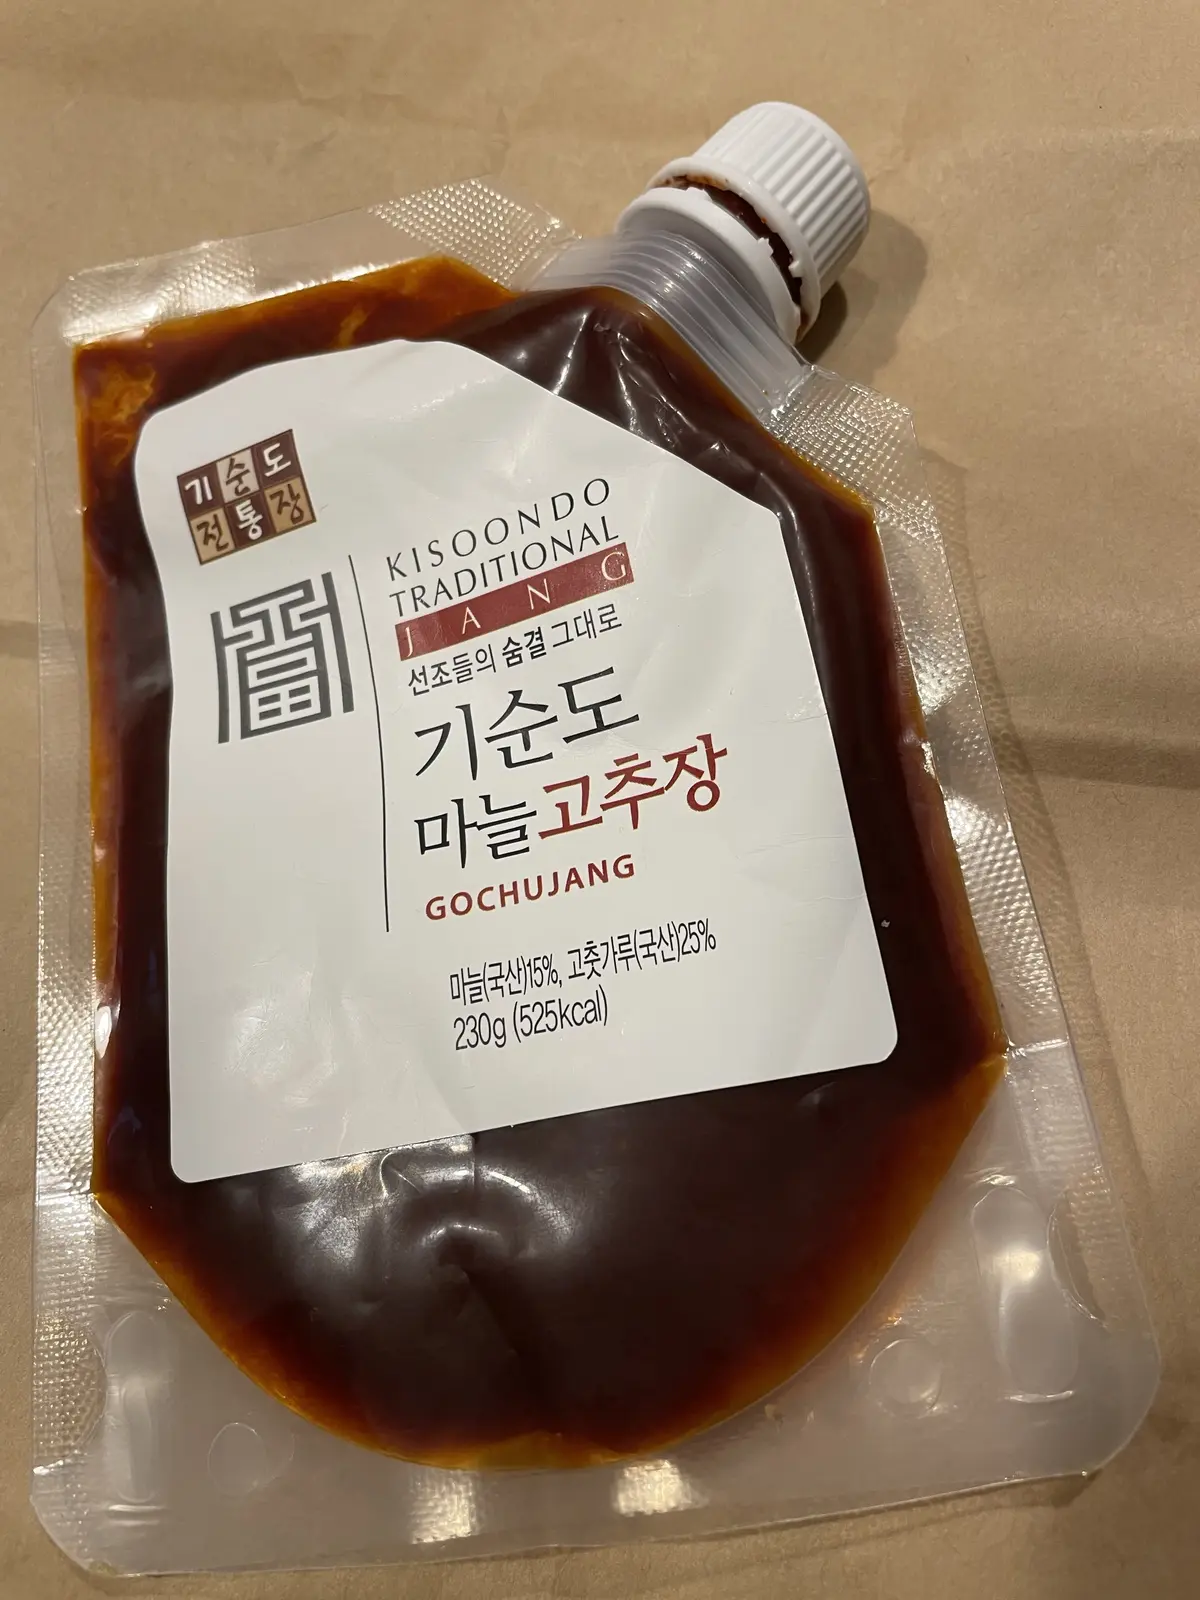 기순도
전통장
KISOONDO
TRADITIONAL
JANG
선조들의 숨결 그대로
기순도
마늘고추장
GOCHUJANG
마늘(국산)15%, 고춧가루(국산)25%
230g (525kcal)